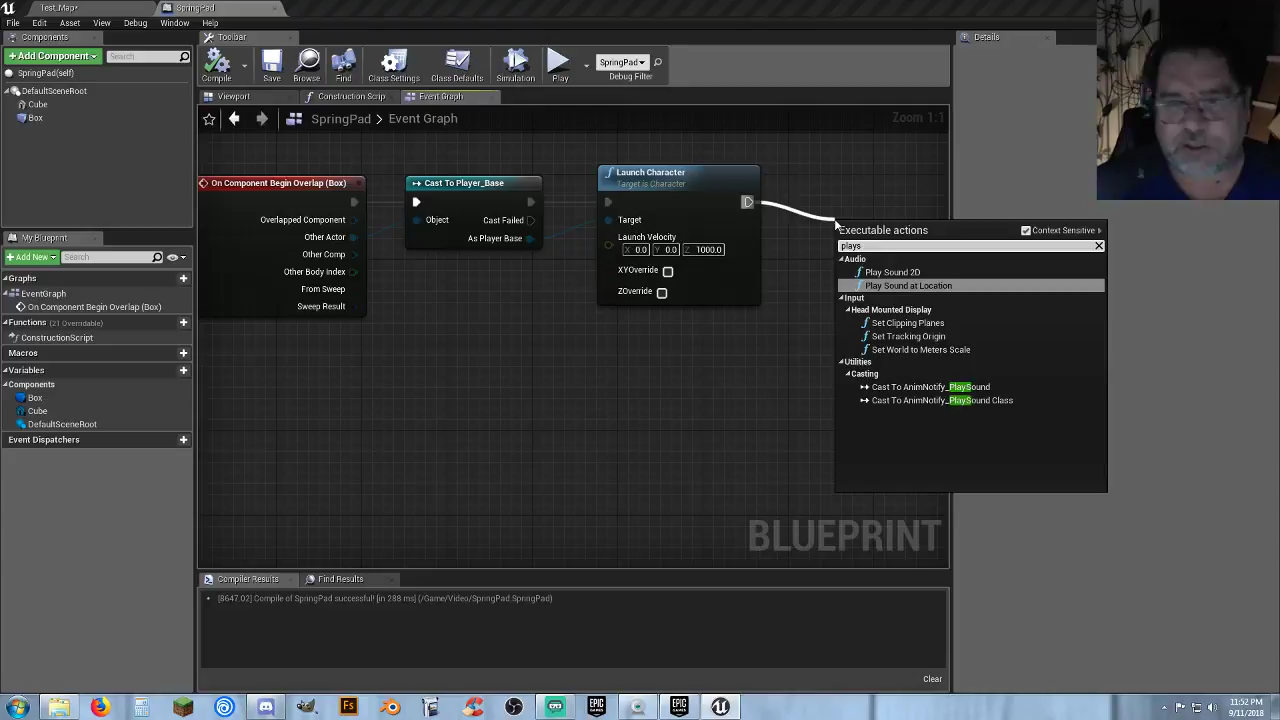 Test_Map*
SpringPad
File Edit Asset View Debug Window Help
Components
Toolbar
Details
+ Add Component
Search
SpringPad(self)
DefaultSceneRoot
Cube
Box
Compile
Save
Browse
Find
Class Settings
Class Defaults
Simulation
Play
SpringPad
Debug Filter
Viewport
Construction Scrip
Event Graph
SpringPad > Event Graph
Zoom 1:1
On Component Begin Overlap (Box)
Overlapped Component
Other Actor
Other Comp
Other Body Index
From Sweep
Sweep Result
Cast To Player_Base
Object
Cast Failed
As Player Base
Launch Character
Target is Character
Target
Launch Velocity
X 0.0 Y 0.0 Z 1000.0
XYOverride
ZOverride
Executable actions
Context Sensitive
plays
Audio
Play Sound 2D
Play Sound at Location
Input
Head Mounted Display
Set Clipping Planes
Set Tracking Origin
Set World to Meters Scale
Utilities
Casting
Cast To AnimNotify_PlaySound
Cast To AnimNotify_PlaySound Class
BLUEPRINT
My Blueprint
+ Add New
Search
Graphs
EventGraph
On Component Begin Overlap (Box)
Functions (21 Overridable)
ConstructionScript
Macros
Variables
Components
Box
Cube
DefaultSceneRoot
Event Dispatchers
Compiler Results
Find Results
[8647.02] Compile of SpringPad successful! [in 288 ms] (/Game/Video/SpringPad.SpringPad)
Clear
Fs
EPIC GAMES
EPIC GAMES
11:52 PM
9/11/2018